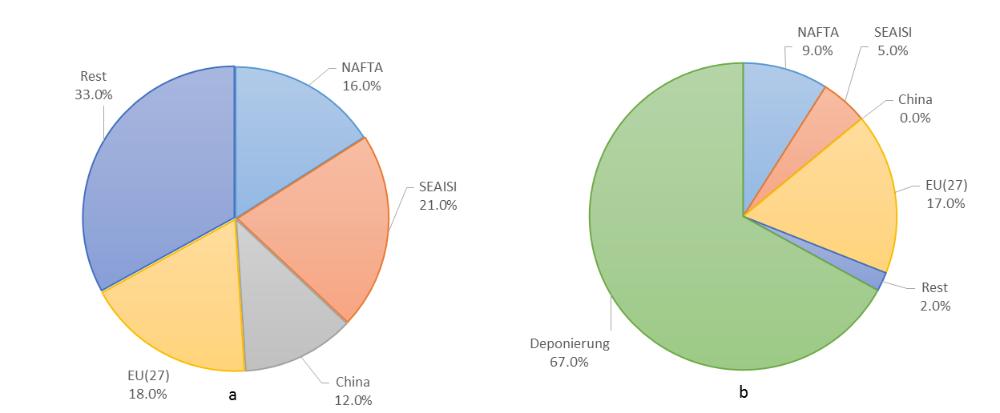 NAFTA
16.0%
SEAISI
21.0%
China
12.0%
EU(27)
18.0%
Rest
33.0%
a
NAFTA
9.0%
SEAISI
5.0%
China
0.0%
EU(27)
17.0%
Rest
2.0%
Deponierung
67.0%
b